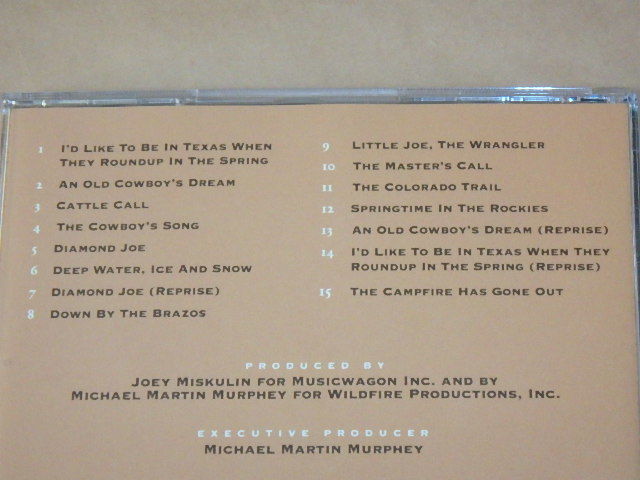 1 I'D LIKE TO BE IN TEXAS WHEN
THEY ROUNDUP IN THE SPRING
2 AN OLD COWBOY'S DREAM
3 CATTLE CALL
4 THE COWBOY'S SONG
5 DIAMOND JOE
6 DEEP WATER, ICE AND SNOW
7 DIAMOND JOE (REPRISE)
8 DOWN BY THE BRAZOS
9 LITTLE JOE, THE WRANGLER
10 THE MASTER'S CALL
11 THE COLORADO TRAIL
12 SPRINGTIME IN THE ROCKIES
13 AN OLD COWBOY'S DREAM (REPRISE)
14 I'D LIKE TO BE IN TEXAS WHEN THEY
ROUNDUP IN THE SPRING (REPRISE)
15 THE CAMPFIRE HAS GONE OUT
PRODUCED BY
JOEY MISKULIN FOR MUSICWAGON INC. AND BY
MICHAEL MARTIN MURPHEY FOR WILDFIRE PRODUCTIONS, INC.
EXECUTIVE PRODUCER
MICHAEL MARTIN MURPHEY